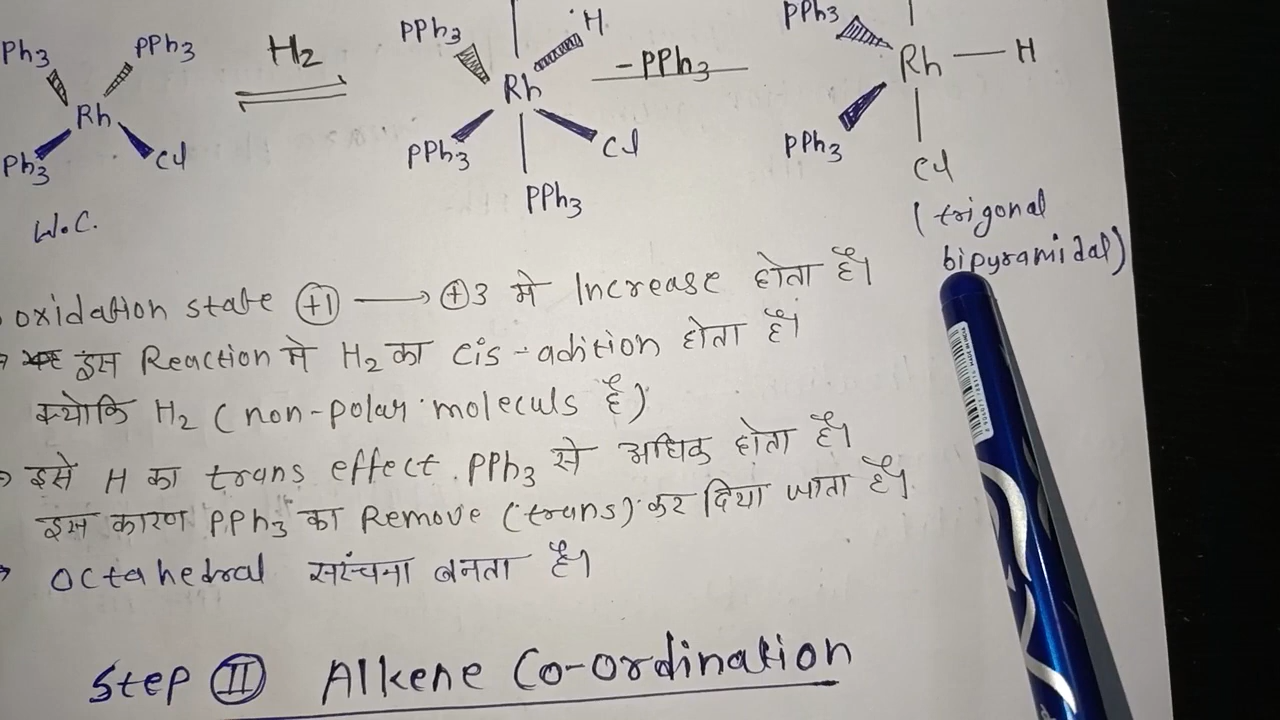 Ph3 PPh3 H2 PPh3 H -PPh3 PPh3 H
Rh Rh Rh
Ph3 Cl PPh3 Cl PPh3 Cl
W.C. PPh3 (trigonal
bipyramidal)
oxidation state +1 → +3 मे Increase होता है।
→ इस Reaction मे H2 का cis-adition होता है।
क्योकि H2 (non-polar moleculs है)
→ इसे H का trans effect PPh3 से अधिक होता है।
इस कारण PPh3 का Remove (trans) कर दिया जाता है।
→ Octahedral सरंचना बनता है।
Step II Alkene Co-ordination